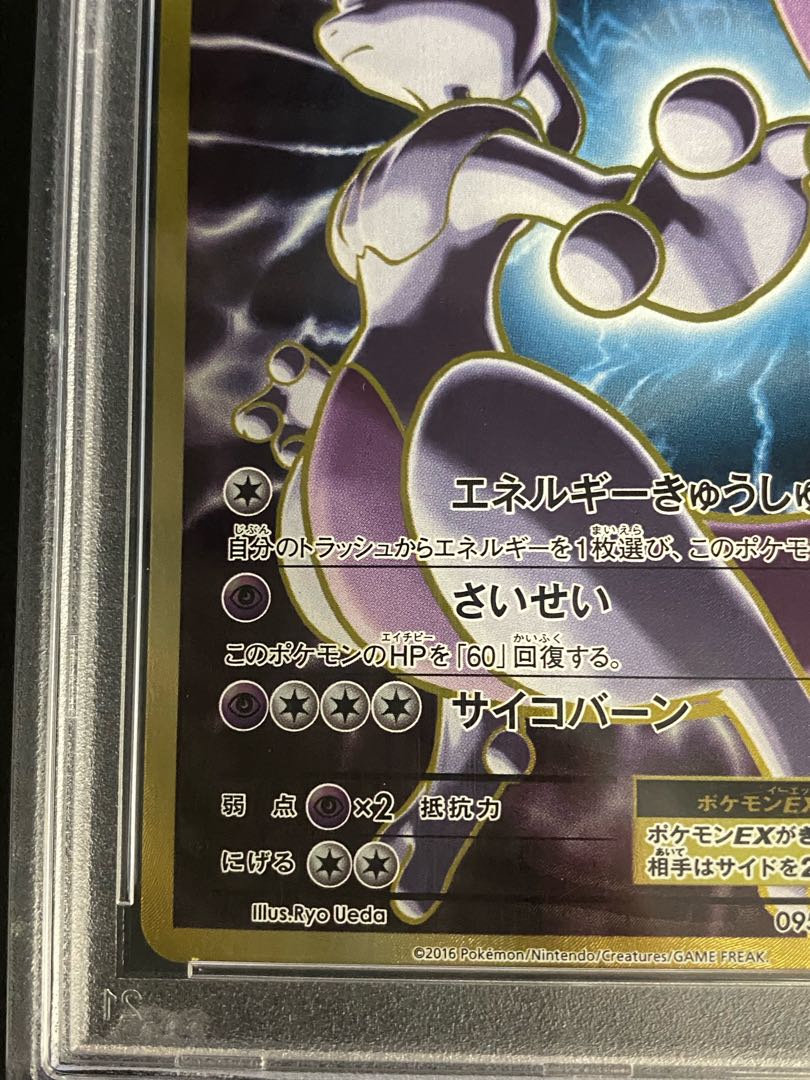 エネルギーきゅうしゅ
じぶん まいえら
自分のトラッシュからエネルギーを1枚選び、このポケモ
さいせい
エイチピー かいふく
このポケモンのHPを「60」回復する。
サイコバーン
弱 点 ×2 抵抗力
にげる
イーエッ
ポケモンEX
ポケモンEXがき
あいて
相手はサイドを2
Illus.Ryo Ueda
093
©2016 Pokémon/Nintendo/Creatures/GAME FREAK.
21